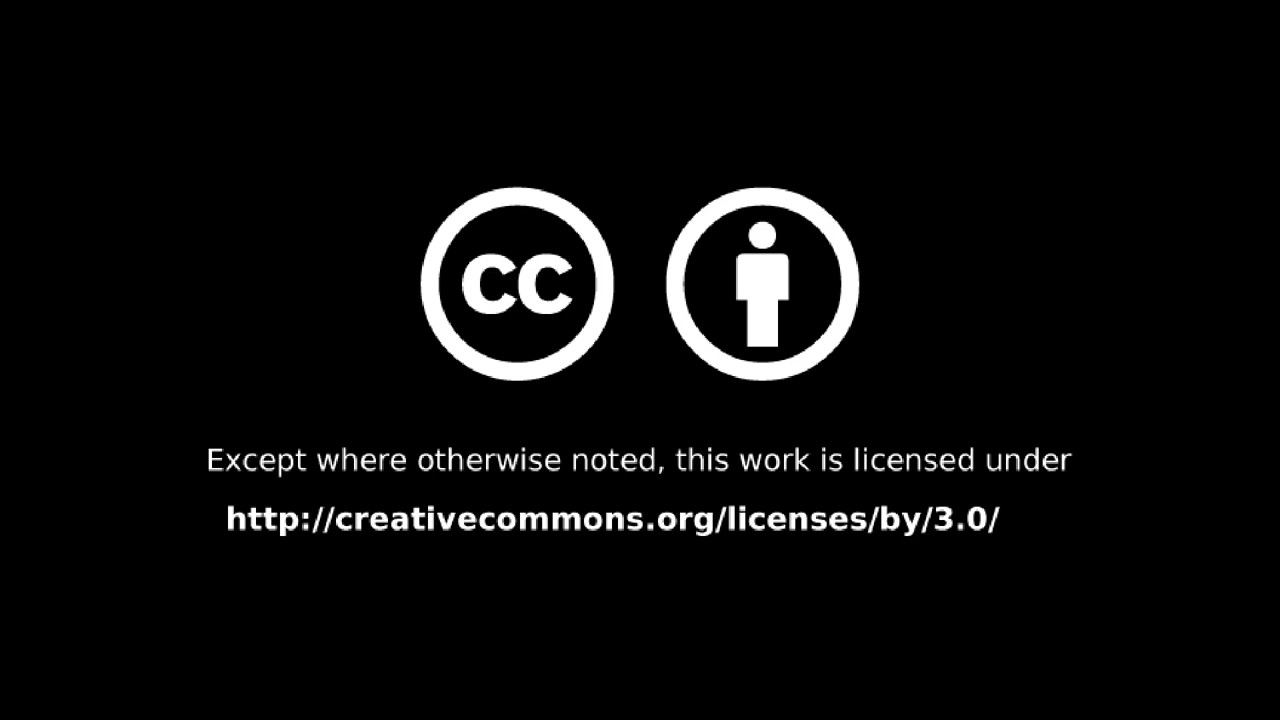 cc
Except where otherwise noted, this work is licensed under
http://creativecommons.org/licenses/by/3.0/